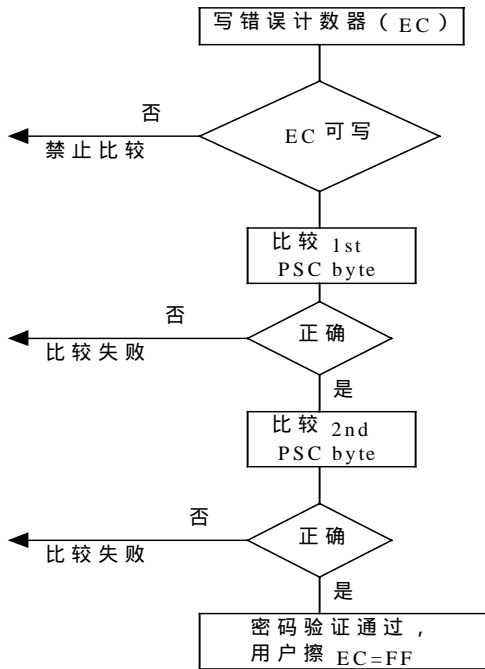 写错误计数器（EC）
否
EC可写
禁止比较
比较 1st
PSC byte
否
正确
比较失败
是
比较 2nd
PSC byte
否
正确
比较失败
是
密码验证通过，
用户擦 EC=FF